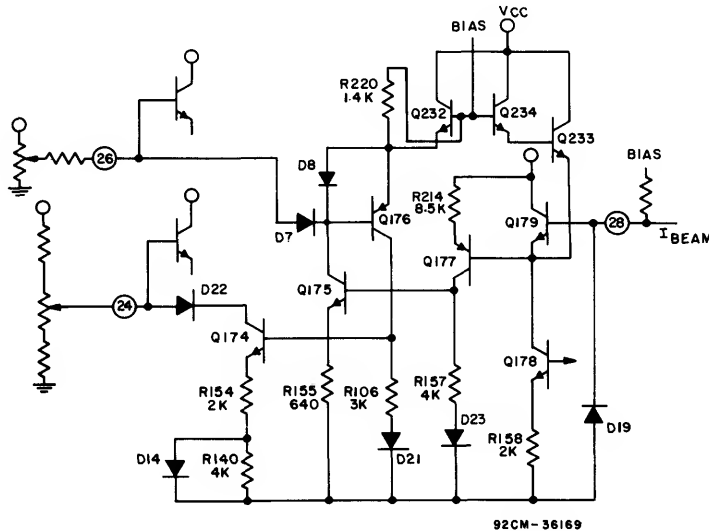 BIAS
VCC
R220
1.4K
Q232
Q234
Q233
26
D8
BIAS
R214
8.5K
Q176
Q179
28
IBEAM
D7
Q177
D22
24
Q175
Q174
Q178
R154
2K
R155
640
R106
3K
R157
4K
D23
R158
2K
D19
D14
R140
4K
D21
92CM-36169